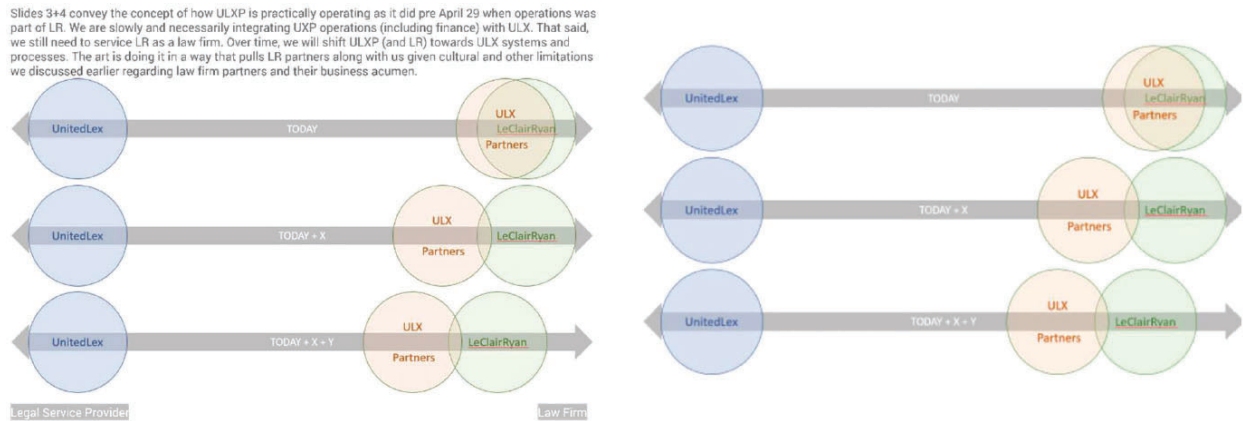 Slides 3+4 convey the concept of how ULXP is practically operating as it did pre April 29 when operations was
part of LR. We are slowly and necessarily integrating UXP operations (including finance) with ULX. That said,
we still need to service LR as a law firm. Over time, we will shift ULXP (and LR) towards ULX systems and
processes. The art is doing it in a way that pulls LR partners along with us given cultural and other limitations
we discussed earlier regarding law firm partners and their business acumen.
UnitedLex
TODAY
ULX
LeClairRyan
Partners
UnitedLex
TODAY + X
ULX
LeClairRyan
Partners
UnitedLex
TODAY + X + Y
ULX
LeClairRyan
Partners
Legal Service Provider
Law Firm
UnitedLex
TODAY
ULX
LeClairRyan
Partners
UnitedLex
TODAY + X
ULX
LeClairRyan
Partners
UnitedLex
TODAY + X + Y
ULX
LeClairRyan
Partners